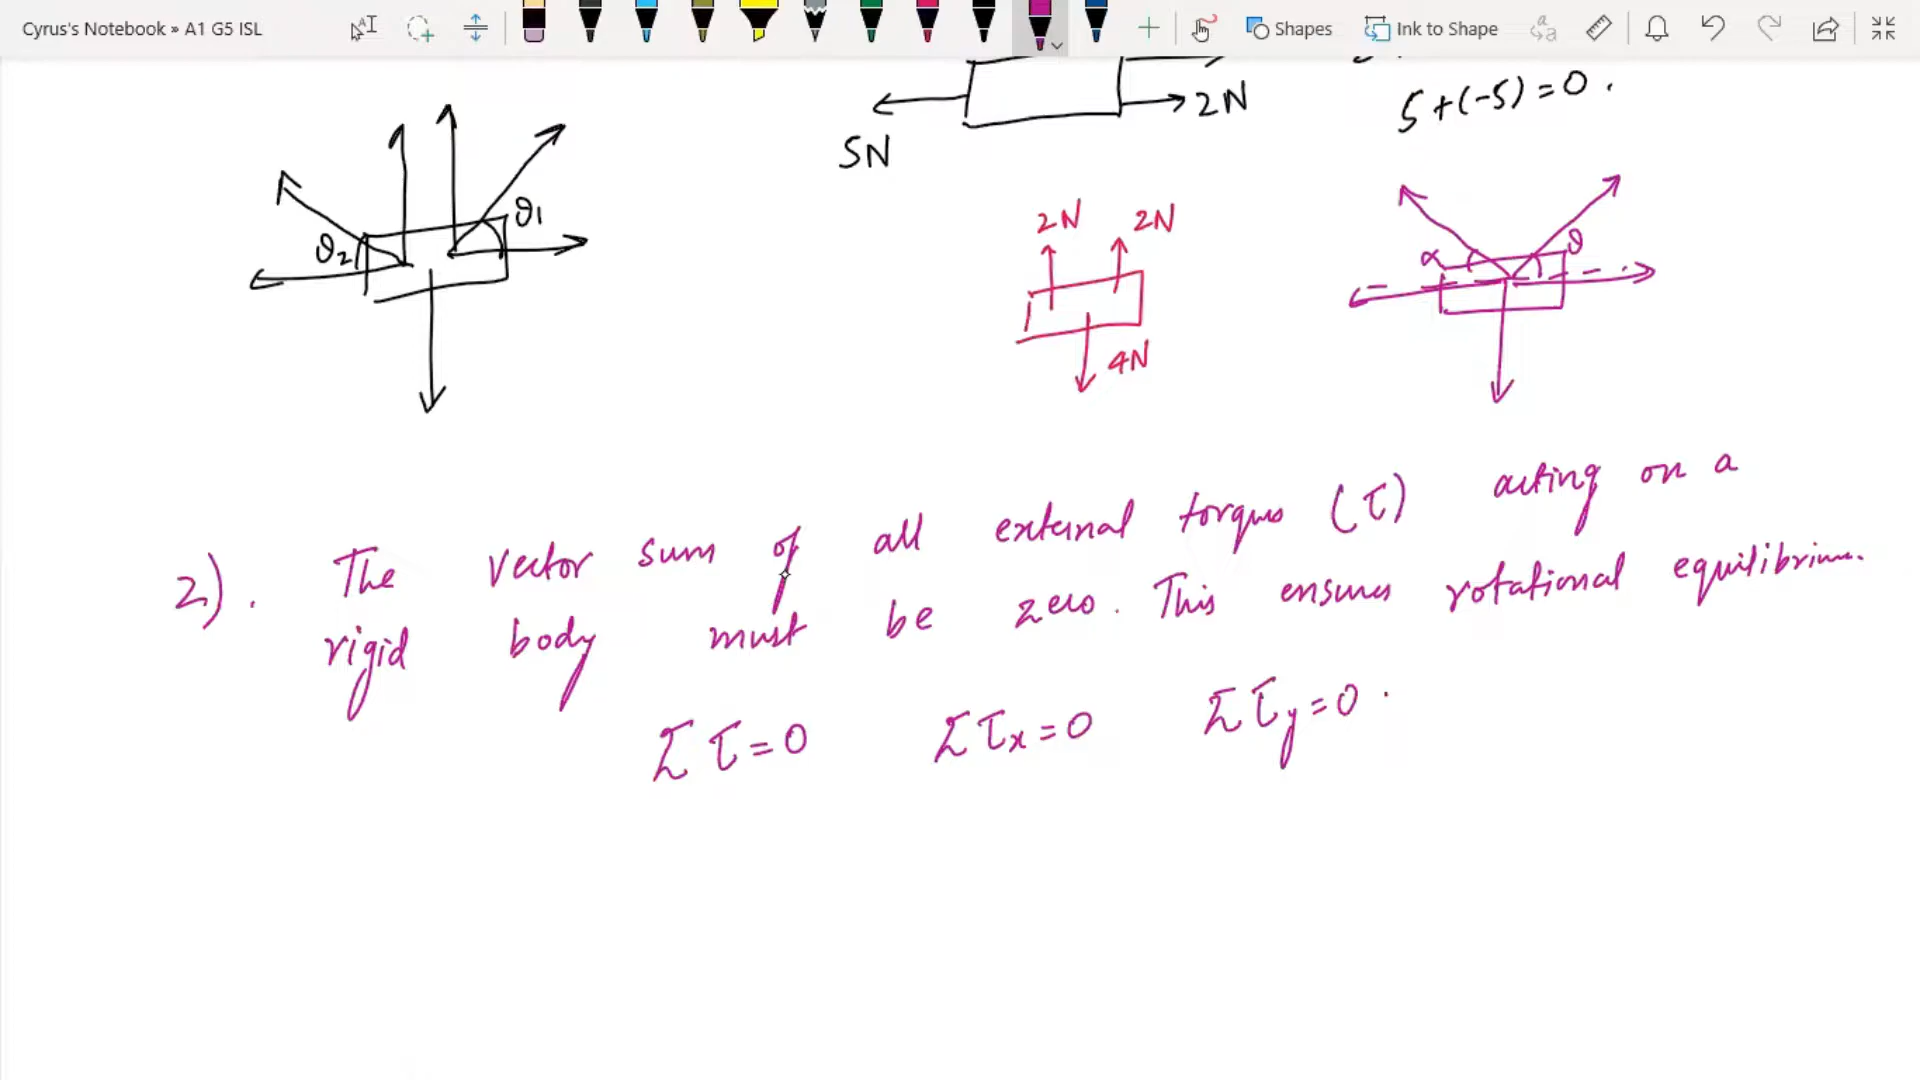 Cyrus's Notebook » A1 G5 ISL
Shapes
Ink to Shape
5N
2N
5+(-5)=0.
θ1
θ2
2N 2N
4N
α θ
2). The vector sum of all external torques (τ) acting on a
rigid body must be zero. This ensures rotational equilibrium.
Στ=0 Στx=0 Στy=0.